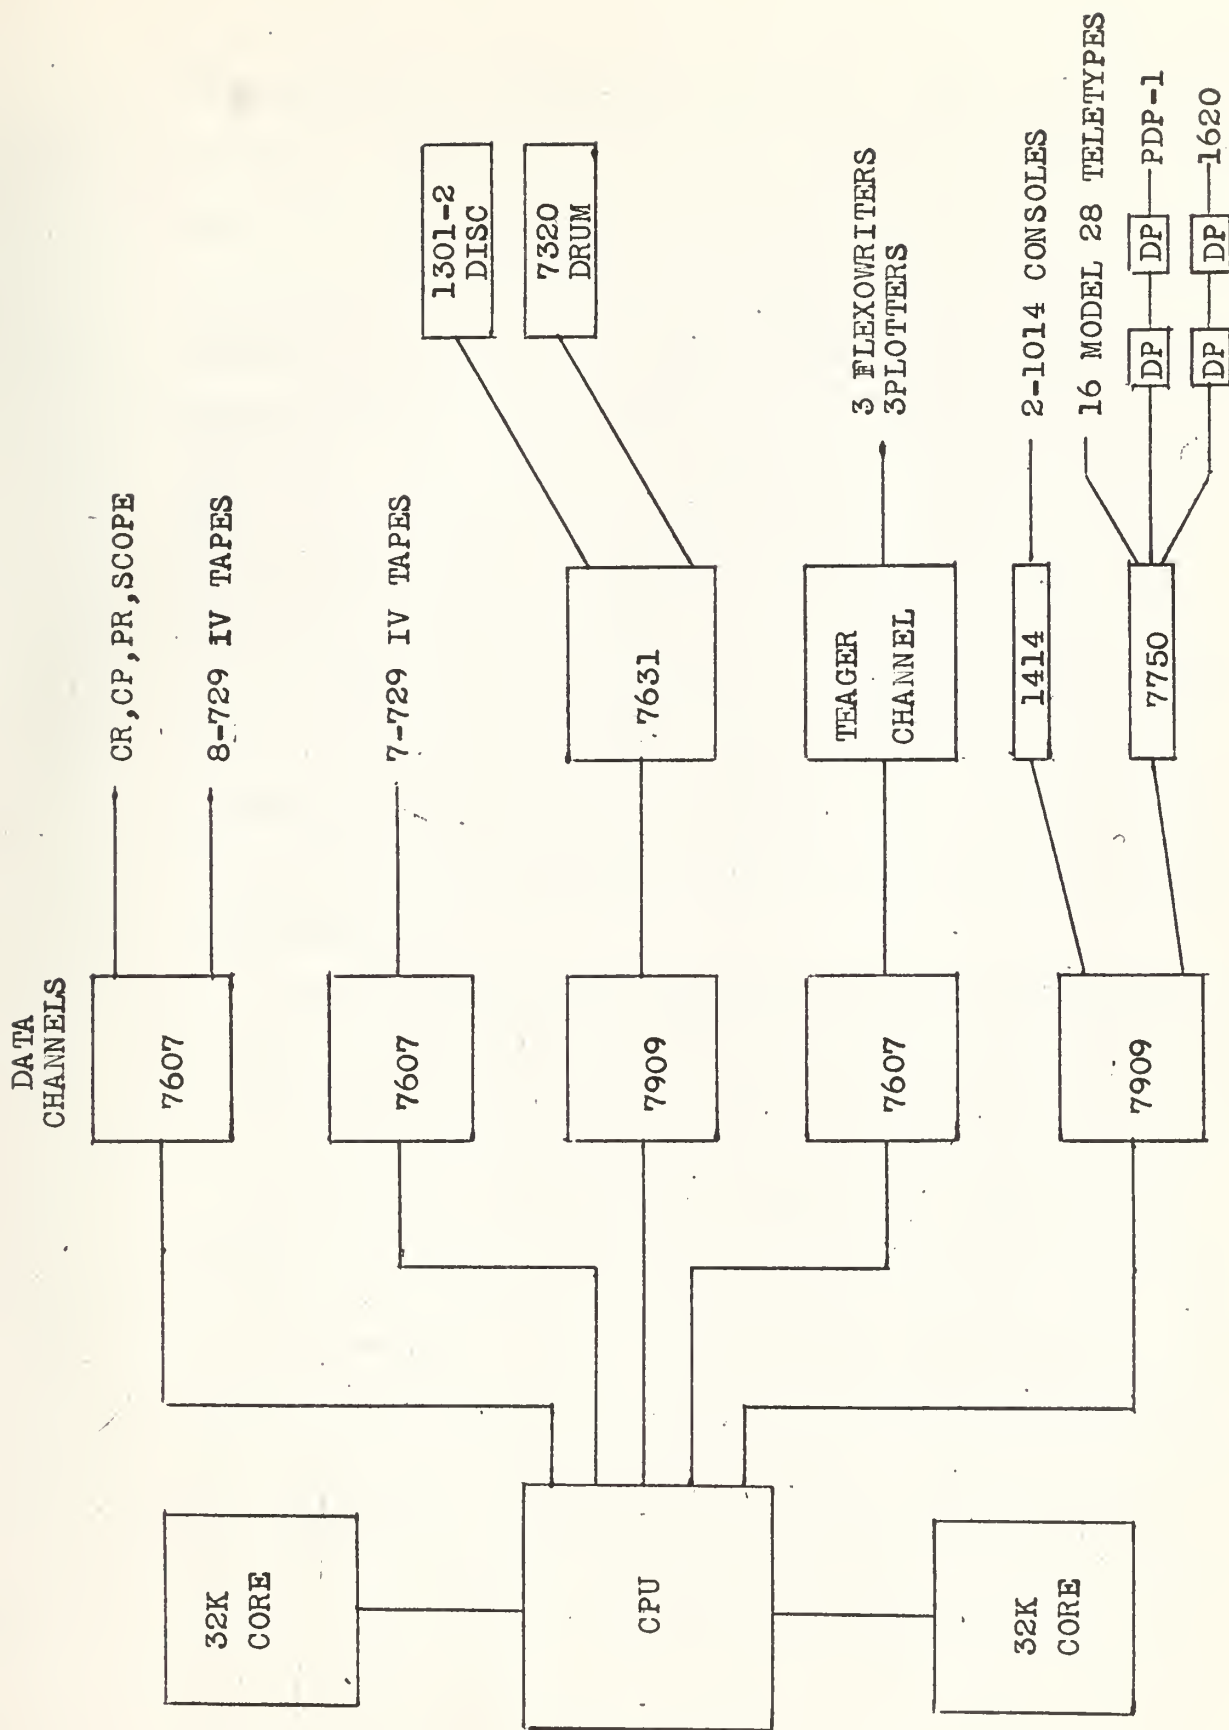 DATA
CHANNELS
32K
CORE
CPU
32K
CORE
7607
CR,CP,PR,SCOPE
8-729 IV TAPES
7607
7-729 IV TAPES
7909
7631
1301-2
DISC
7320
DRUM
7607
TEAGER
CHANNEL
3 FLEXOWRITERS
3PLOTTERS
7909
1414
2-1014 CONSOLES
7750
16 MODEL 28 TELETYPES
DP DP PDP-1
DP DP 1620